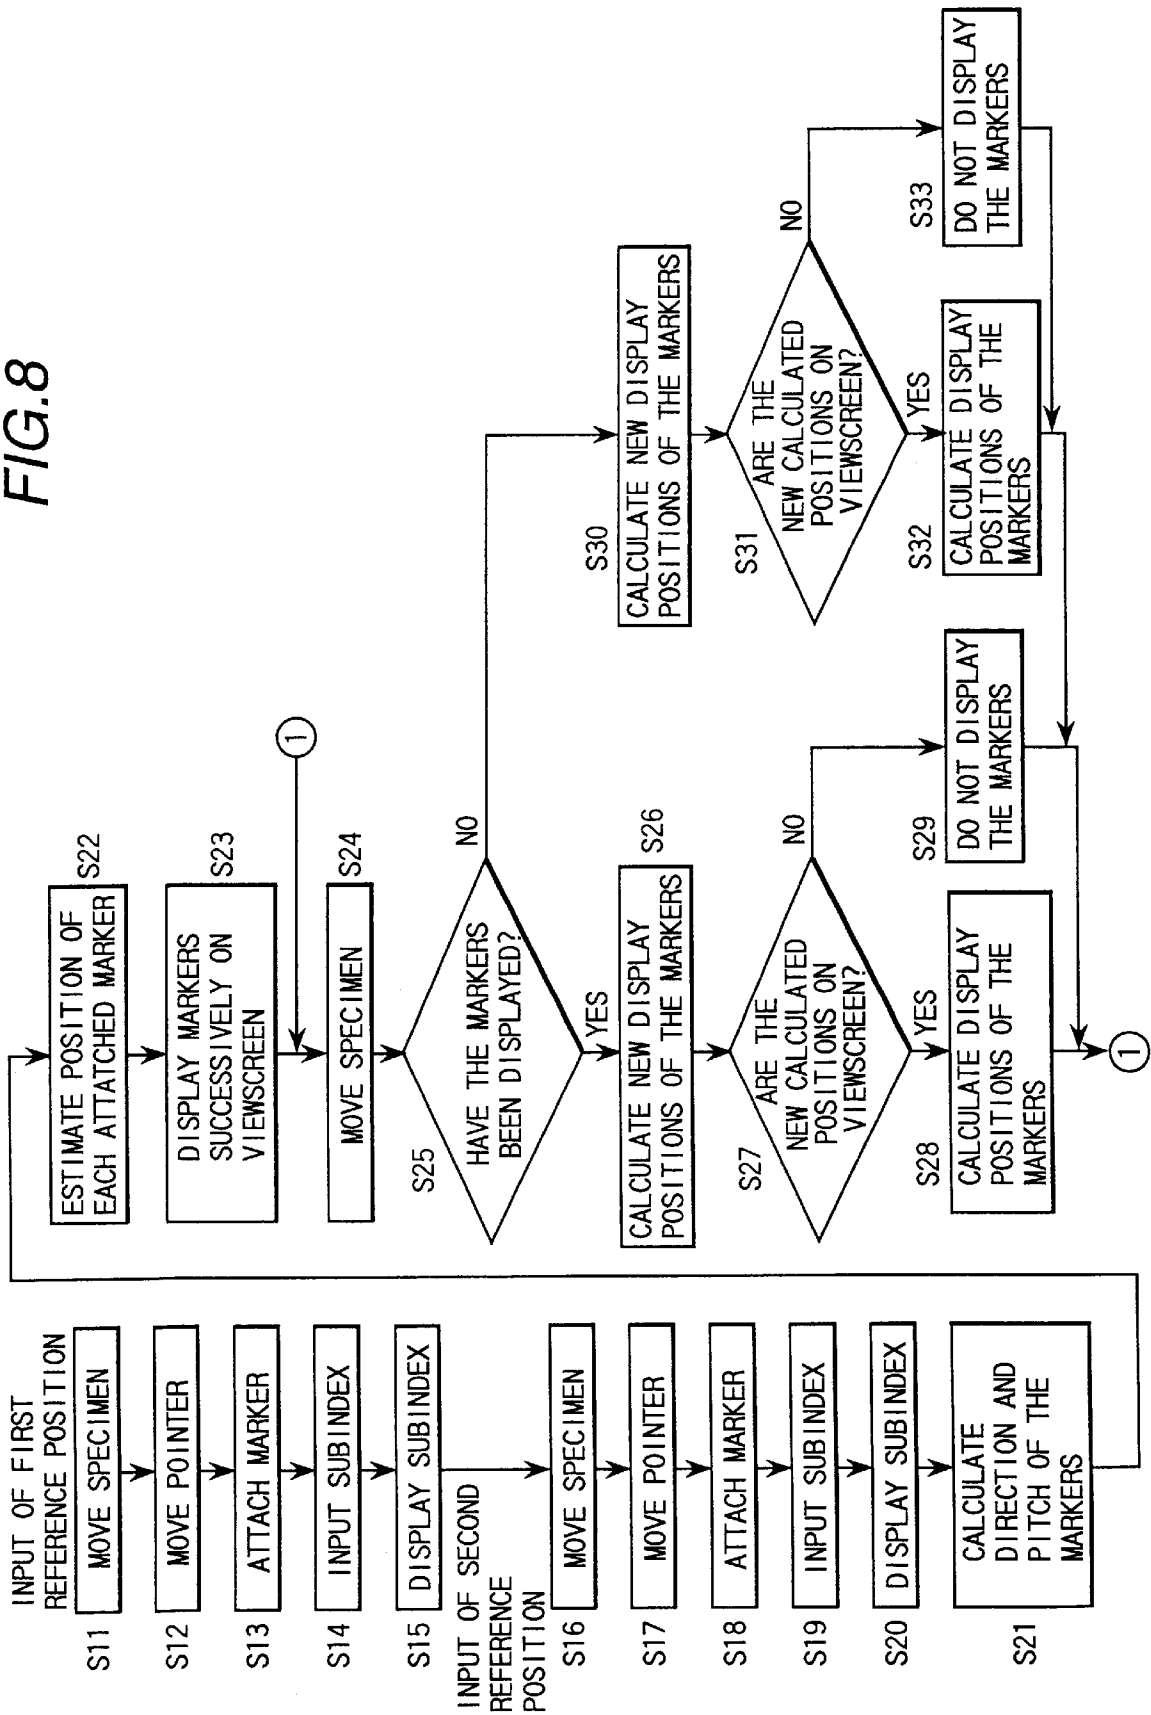 FIG.8
INPUT OF FIRST
REFERENCE POSITION
S11
MOVE SPECIMEN
S12
MOVE POINTER
S13
ATTACH MARKER
S14
INPUT SUBINDEX
S15
DISPLAY SUBINDEX
INPUT OF SECOND
REFERENCE
POSITION
S16
MOVE SPECIMEN
S17
MOVE POINTER
S18
ATTACH MARKER
S19
INPUT SUBINDEX
S20
DISPLAY SUBINDEX
S21
CALCULATE
DIRECTION AND
PITCH OF THE
MARKERS
S22
ESTIMATE POSITION OF
EACH ATTATCHED MARKER
S23
DISPLAY MARKERS
SUCCESSIVELY ON
VIEWSCREEN
1
S24
MOVE SPECIMEN
S25
HAVE THE MARKERS
BEEN DISPLAYED?
NO
YES
S26
CALCULATE NEW DISPLAY
POSITIONS OF THE MARKERS
S27
ARE THE
NEW CALCULATED
POSITIONS ON
VIEWSCREEN?
NO
YES
S28
CALCULATE DISPLAY
POSITIONS OF THE
MARKERS
S29
DO NOT DISPLAY
THE MARKERS
1
S30
CALCULATE NEW DISPLAY
POSITIONS OF THE MARKERS
S31
ARE THE
NEW CALCULATED
POSITIONS ON
VIEWSCREEN?
NO
YES
S32
CALCULATE DISPLAY
POSITIONS OF THE
MARKERS
S33
DO NOT DISPLAY
THE MARKERS